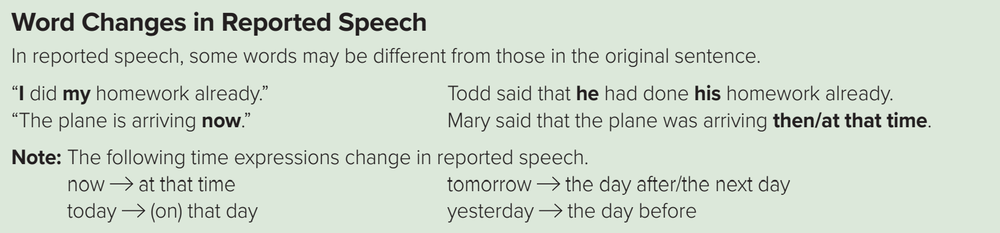 Word Changes in Reported Speech
In reported speech, some words may be different from those in the original sentence.
“I did my homework already.” Todd said that he had done his homework already.
“The plane is arriving now.” Mary said that the plane was arriving then/at that time.
Note: The following time expressions change in reported speech.
now → at that time tomorrow → the day after/the next day
today → (on) that day yesterday → the day before